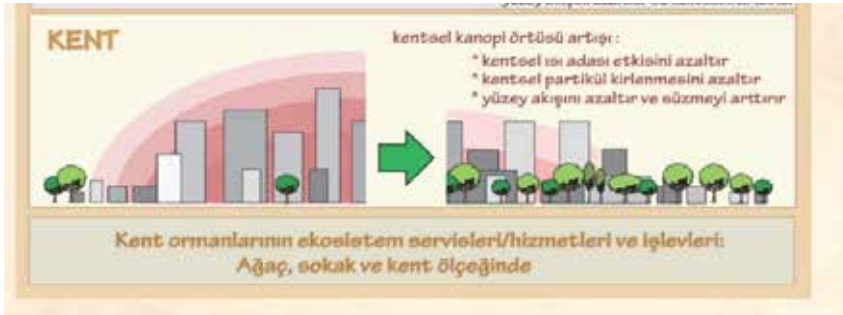 KENT
kentsel kanopi örtüsü artışı :
* kentsel ısı adası etkisini azaltır
* kentsel partikül kirlenmesini azaltır
* yüzey akışını azaltır ve süzmeyi arttırır
Kent ormanlarının ekosistem servisleri/hizmetleri ve işlevleri:
Ağaç, sokak ve kent ölçeğinde